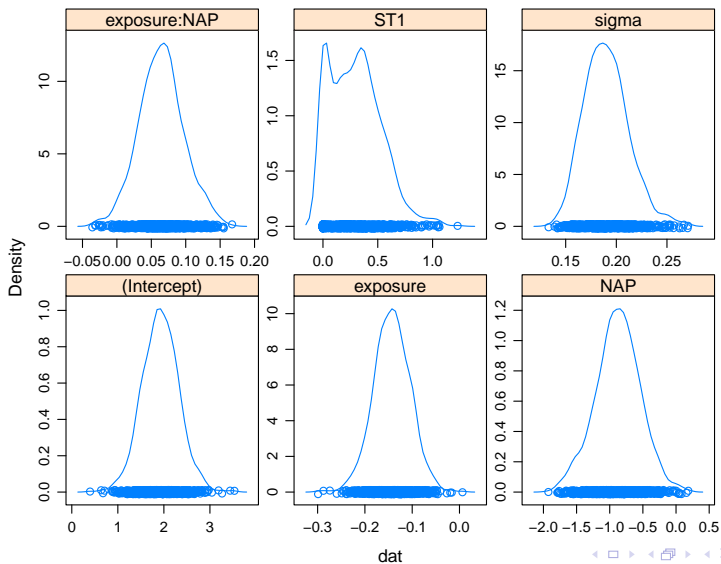 exposure:NAP
ST1
sigma
0 5 10
0.0 0.5 1.0 1.5
0 5 10 15
−0.05 0.00 0.05 0.10 0.15 0.20
0.0 0.5 1.0
0.15 0.20 0.25
Density
(Intercept)
exposure
NAP
0.0 0.2 0.4 0.6 0.8 1.0
0 2 4 6 8 10
0.0 0.2 0.4 0.6 0.8 1.0 1.2
0 1 2 3
−0.3 −0.2 −0.1 0.0
−2.0 −1.5 −1.0 −0.5 0.0 0.5
dat